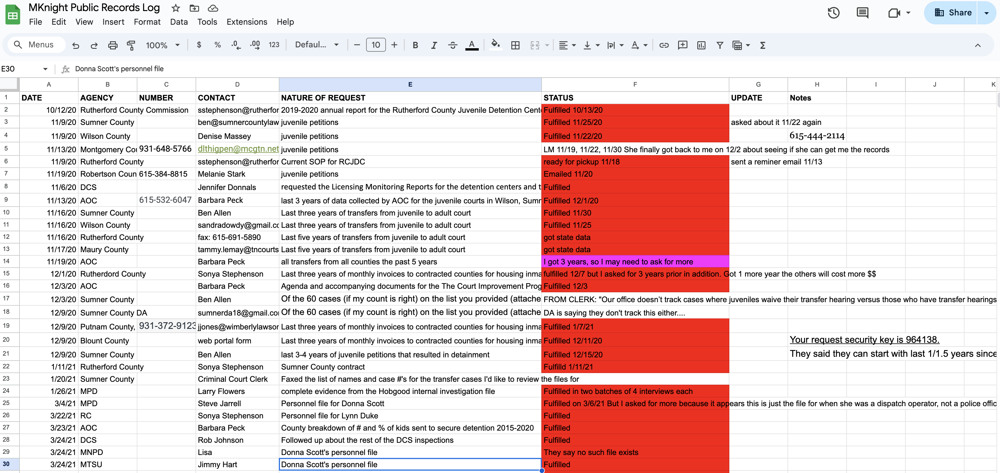 MKnight Public Records Log
File Edit View Insert Format Data Tools Extensions Help
Share
Menus 100% $ % .0 .00 123 Defaul... 10 B I A
E30 fx Donna Scott's personnel file
A B C D E F G H I J K
1 DATE AGENCY NUMBER CONTACT NATURE OF REQUEST STATUS UPDATE Notes
2 10/12/20 Rutherford County Commission sstephenson@rutherfor 2019-2020 annual report for the Rutherford County Juvenile Detention Cent Fulfilled 10/13/20
3 11/9/20 Sumner County ben@sumnercountylaw juvenile petitions Fulfilled 11/25/20 asked about it 11/22 again
4 11/9/20 Wilson County Denise Massey juvenile petitions Fulfilled 11/22/20 615-444-2114
5 11/13/20 Montgomery Cou 931-648-5766 dlthigpen@mcgtn.net juvenile petitions LM 11/19, 11/22, 11/30 She finally got back to me on 12/2 about seeing if she can get me the records
6 11/9/20 Rutherford County sstephenson@rutherfor Current SOP for RCJDC ready for pickup 11/18 sent a reminer email 11/13
7 11/19/20 Robertson Coun 615-384-8815 Melanie Stark juvenile petitions Emailed 11/20
8 11/6/20 DCS Jennifer Donnals requested the Licensing Monitoring Reports for the detention centers and t Fulfilled
9 11/13/20 AOC 615-532-6047 Barbara Peck last 3 years of data collected by AOC for the juvenile courts in Wilson, Sumr Fulfilled 12/1/20
10 11/16/20 Sumner County Ben Allen Last three years of transfers from juvenile to adult court Fulfilled 11/30
11 11/16/20 Wilson County sandradowdy@gmail.cc Last three years of transfers from juvenile to adult court Fulfilled 11/25
12 11/16/20 Rutherford County fax: 615-691-5890 Last five years of transfers from juvenile to adult court got state data
13 11/17/20 Maury County tammy.lemay@tncourts Last five years of transfers from juvenile to adult court got state data
14 11/19/20 AOC Barbara Peck all transfers from all counties the past 5 years I got 3 years, so I may need to ask for more
15 12/1/20 Rutherdord County Sonya Stephenson Last three years of monthly invoices to contracted counties for housing inma fulfilled 12/7 but I asked for 3 years prior in addition. Got 1 more year the others will cost more $$
16 12/3/20 AOC Barbara Peck Agenda and accompanying documents for the The Court Improvement Prog Fulfilled 12/3
17 12/3/20 Sumner County Ben Allen Of the 60 cases (if my count is right) on the list you provided (attache FROM CLERK: "Our office doesn't track cases where juveniles waive their transfer hearing versus those who have transfer hearings
18 12/9/20 Sumner County DA sumnerda18@gmail.co Of the 60 cases (if my count is right) on the list you provided (attache DA is saying they don't track this either....
19 12/9/20 Putnam County, 931-372-9123 jjones@wimberlylawsor Last three years of monthly invoices to contracted counties for housing inma Fulfilled 1/7/21
20 12/9/20 Blount County web portal form Last three years of monthly invoices to contracted counties for housing inma Fulfilled 12/11/20 Your request security key is 964138.
21 12/9/20 Sumner County Ben Allen last 3-4 years of juvenile petitions that resulted in detainment Fulfilled 12/15/20 They said they can start with last 1/1.5 years since
22 1/11/21 Rutherford County Sonya Stephenson Sumner County contract Fulfilld 1/11/21
23 1/20/21 Sumner County Criminal Court Clerk Faxed the list of names and case #'s for the transfer cases I'd like to review the files for
24 1/26/21 MPD Larry Flowers complete evidence from the Hobgood internal investigation file Fulfilled in two batches of 4 interviews each
25 3/4/21 MPD Steve Jarrell Personnel file for Donna Scott Fulfilled on 3/6/21 But I asked for more because it appears this is just the file for when she was a dispatch operator, not a police offic
26 3/22/21 RC Sonya Stephenson Personnel file for Lynn Duke Fulfilled
27 3/23/21 AOC Barbara Peck County breakdown of # and % of kids sent to secure detention 2015-2020 Fulfilled
28 3/24/21 DCS Rob Johnson Followed up about the rest of the DCS inspections Fulfilled
29 3/24/21 MNPD Lisa Donna Scott's personnel file They say no such file exists
30 3/24/21 MTSU Jimmy Hart Donna Scott's personnel file Fulfilled